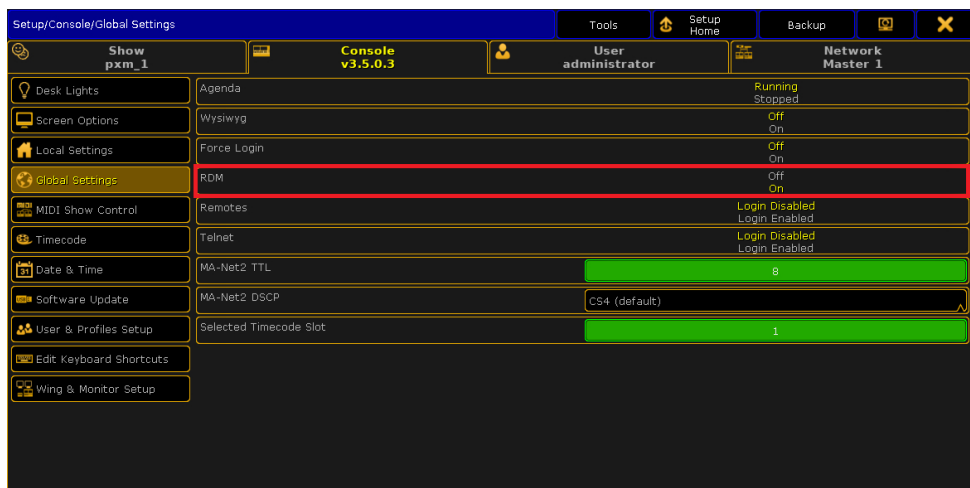 Setup/Console/Global Settings
Tools
Setup
Home
Backup
Show
pxm_1
Console
v3.5.0.3
User
administrator
Network
Master 1
Desk Lights
Screen Options
Local Settings
Global Settings
MIDI Show Control
Timecode
31
Date & Time
USB
Software Update
User & Profiles Setup
Edit Keyboard Shortcuts
Wing & Monitor Setup
Agenda
Running
Stopped
Wysiwyg
Off
On
Force Login
Off
On
RDM
Off
On
Remotes
Login Disabled
Login Enabled
Telnet
Login Disabled
Login Enabled
MA-Net2 TTL
8
MA-Net2 DSCP
CS4 (default)
Selected Timecode Slot
1